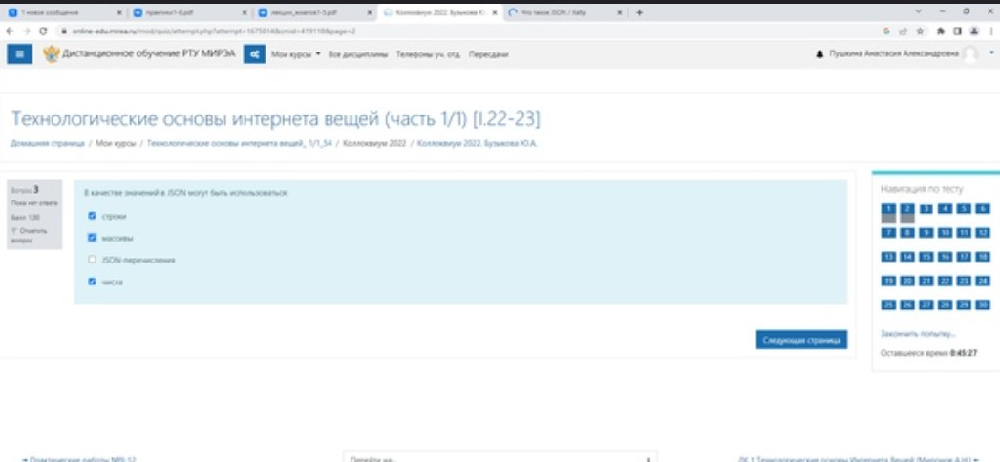 1 новое сообщение
практики1-6.pdf
Коллоквиум 2022. Бузыкова Ю.
Что такое JSON / Хабр
online-edu.mirea.ru/mod/quiz/attempt.php?attempt=1675014&cmid=419110&page=2
Дистанционное обучение РТУ МИРЭА
Мои курсы
Все дисциплины
Телефоны уч. отд.
Пересдачи
Пушкина Анастасия Александровна
Технологические основы интернета вещей (часть 1/1) [I.22-23]
Домашняя страница / Мои курсы / Технологические основы интернета вещей_ 1/1_54 / Коллоквиум 2022 / Коллоквиум 2022. Бузыкова Ю.А.
Вопрос 3
Пока нет ответа
Балл: 1,00
Отметить
вопрос
В качестве значений в JSON могут быть использоваться:
строки
массивы
JSON-перечисления
числа
Следующая страница
Навигация по тесту
1 2 3 4 5 6
7 8 9 10 11 12
13 14 15 16 17 18
19 20 21 22 23 24
25 26 27 28 29 30
Закончить попытку...
Оставшееся время 0:45:27
Практические работы №9-12
Перейти на...
ЛК 1 Технологические основы Интернета Вещей (Миронов А.Н.)